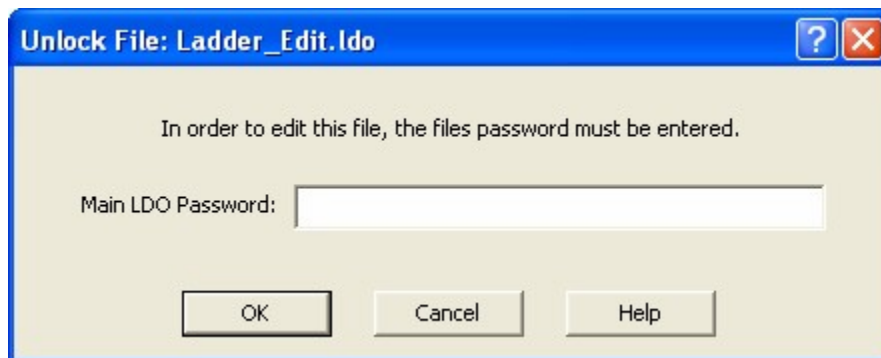 Unlock File: Ladder_Edit.ldo
In order to edit this file, the files password must be entered.
Main LDO Password:
OK Cancel Help